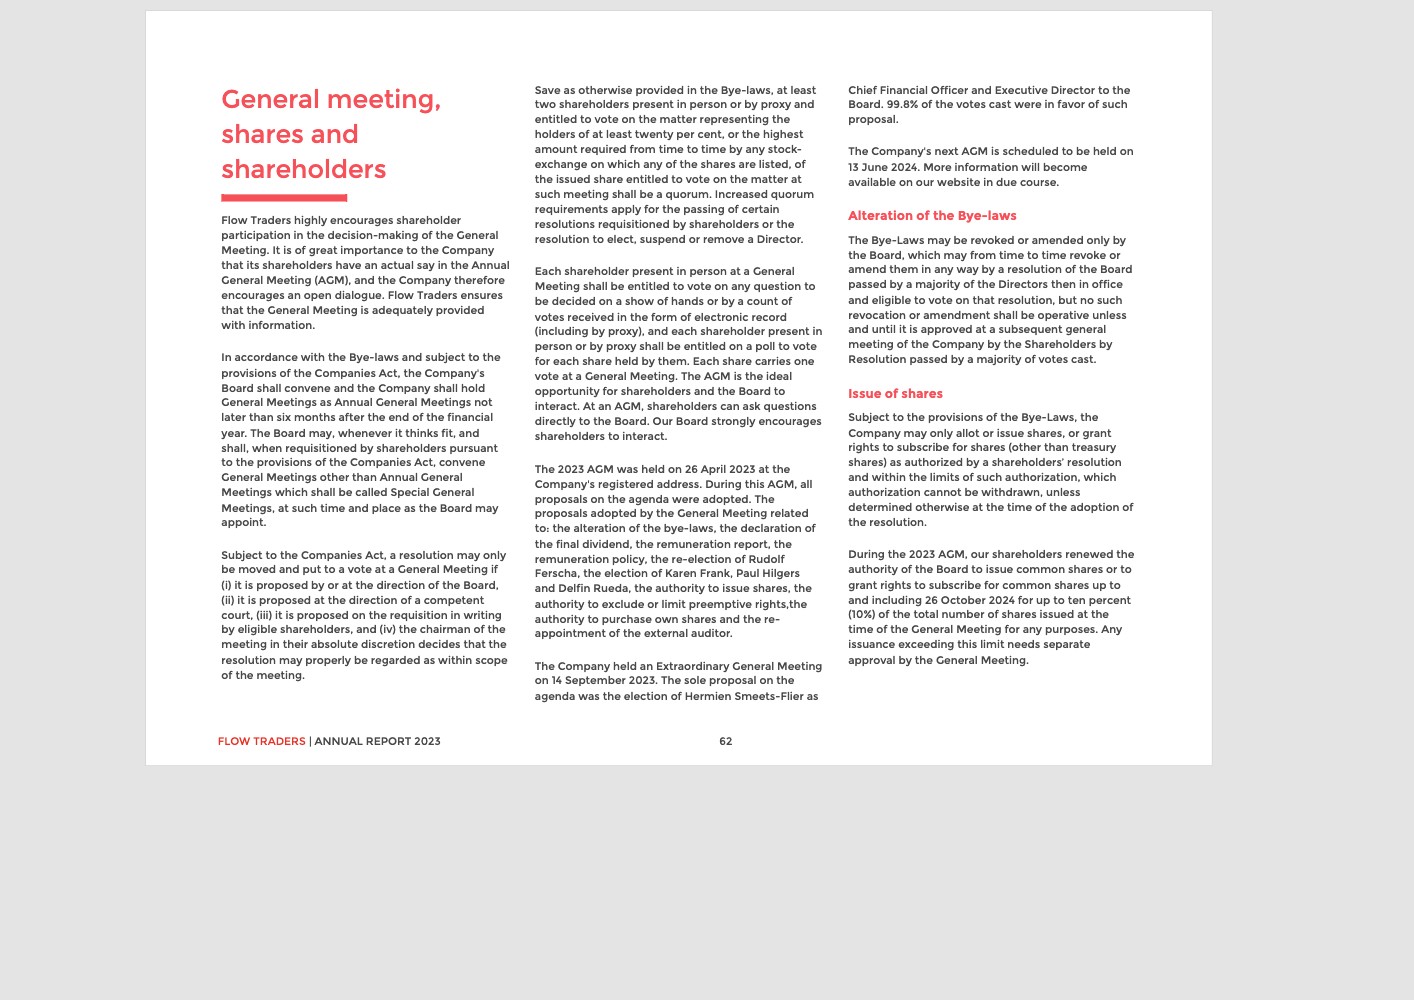 General meeting,
shares and
shareholders
Flow Traders highly encourages shareholder
participation in the decision-making of the General
Meeting. It is of great importance to the Company
that its shareholders have an actual say in the Annual
General Meeting (AGM), and the Company therefore
encourages an open dialogue. Flow Traders ensures
that the General Meeting is adequately provided
with information.
In accordance with the Bye-laws and subject to the
provisions of the Companies Act, the Company's
Board shall convene and the Company shall hold
General Meetings as Annual General Meetings not
later than six months after the end of the financial
year. The Board may, whenever it thinks fit, and
shall, when requisitioned by shareholders pursuant
to the provisions of the Companies Act, convene
General Meetings other than Annual General
Meetings which shall be called Special General
Meetings, at such time and place as the Board may
appoint.
Subject to the Companies Act, a resolution may only
be moved and put to a vote at a General Meeting if
(i) it is proposed by or at the direction of the Board,
(ii) it is proposed at the direction of a competent
court, (iii) it is proposed on the requisition in writing
by eligible shareholders, and (iv) the chairman of the
meeting in their absolute discretion decides that the
resolution may properly be regarded as within scope
of the meeting.
Save as otherwise provided in the Bye-laws, at least
two shareholders present in person or by proxy and
entitled to vote on the matter representing the
holders of at least twenty per cent, or the highest
amount required from time to time by any stock-
exchange on which any of the shares are listed, of
the issued share entitled to vote on the matter at
such meeting shall be a quorum. Increased quorum
requirements apply for the passing of certain
resolutions requisitioned by shareholders or the
resolution to elect, suspend or remove a Director.
Each shareholder present in person at a General
Meeting shall be entitled to vote on any question to
be decided on a show of hands or by a count of
votes received in the form of electronic record
(including by proxy), and each shareholder present in
person or by proxy shall be entitled on a poll to vote
for each share held by them. Each share carries one
vote at a General Meeting. The AGM is the ideal
opportunity for shareholders and the Board to
interact. At an AGM, shareholders can ask questions
directly to the Board. Our Board strongly encourages
shareholders to interact.
The 2023 AGM was held on 26 April 2023 at the
Company's registered address. During this AGM, all
proposals on the agenda were adopted. The
proposals adopted by the General Meeting related
to: the alteration of the bye-laws, the declaration of
the final dividend, the remuneration report, the
remuneration policy, the re-election of Rudolf
Ferscha, the election of Karen Frank, Paul Hilgers
and Delfin Rueda, the authority to issue shares, the
authority to exclude or limit preemptive rights,the
authority to purchase own shares and the re-
appointment of the external auditor.
The Company held an Extraordinary General Meeting
on 14 September 2023. The sole proposal on the
agenda was the election of Hermien Smeets-Flier as
Chief Financial Officer and Executive Director to the
Board. 99.8% of the votes cast were in favor of such
proposal.
The Company's next AGM is scheduled to be held on
13 June 2024. More information will become
available on our website in due course.
Alteration of the Bye-laws
The Bye-Laws may be revoked or amended only by
the Board, which may from time to time revoke or
amend them in any way by a resolution of the Board
passed by a majority of the Directors then in office
and eligible to vote on that resolution, but no such
revocation or amendment shall be operative unless
and until it is approved at a subsequent general
meeting of the Company by the Shareholders by
Resolution passed by a majority of votes cast.
Issue of shares
Subject to the provisions of the Bye-Laws, the
Company may only allot or issue shares, or grant
rights to subscribe for shares (other than treasury
shares) as authorized by a shareholders' resolution
and within the limits of such authorization, which
authorization cannot be withdrawn, unless
determined otherwise at the time of the adoption of
the resolution.
During the 2023 AGM, our shareholders renewed the
authority of the Board to issue common shares or to
grant rights to subscribe for common shares up to
and including 26 October 2024 for up to ten percent
(10%) of the total number of shares issued at the
time of the General Meeting for any purposes. Any
issuance exceeding this limit needs separate
approval by the General Meeting.
FLOW TRADERS | ANNUAL REPORT 2023
62